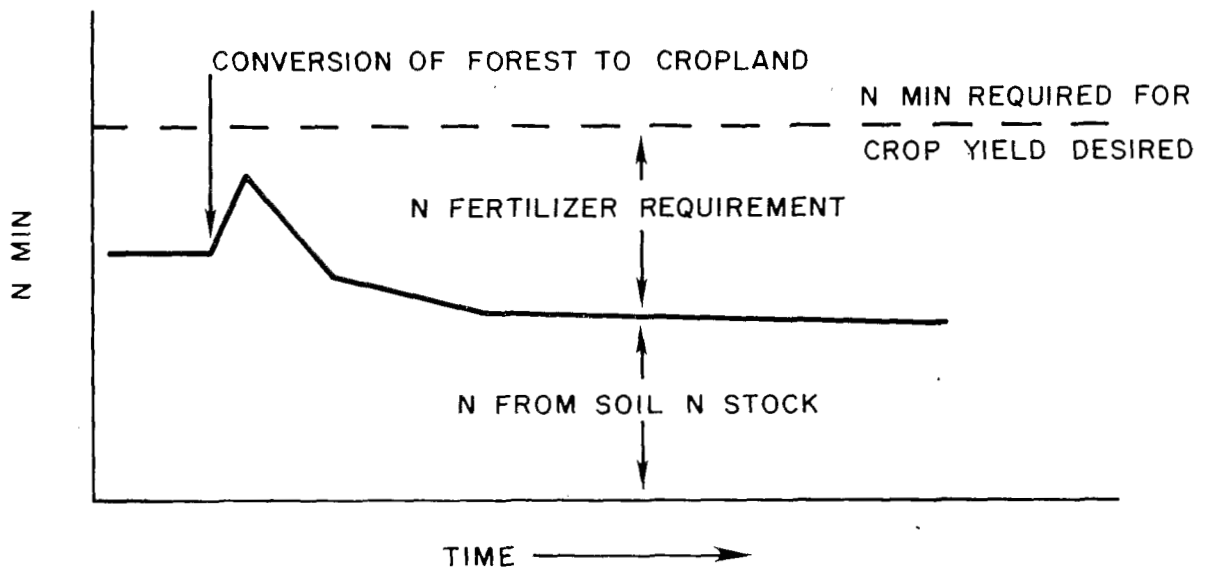 CONVERSION OF FOREST TO CROPLAND
N MIN REQUIRED FOR
CROP YIELD DESIRED
N FERTILIZER REQUIREMENT
N MIN
N FROM SOIL N STOCK
TIME